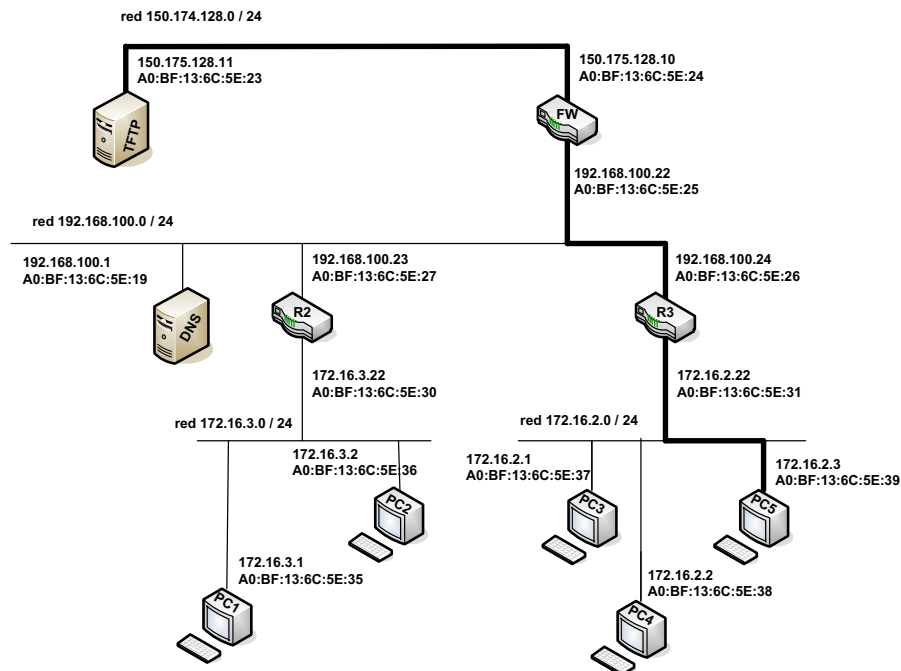 red 150.174.128.0 / 24
150.175.128.11
A0:BF:13:6C:5E:23
150.175.128.10
A0:BF:13:6C:5E:24
TFTP
FW
192.168.100.22
A0:BF:13:6C:5E:25
red 192.168.100.0 / 24
192.168.100.1
A0:BF:13:6C:5E:19
192.168.100.23
A0:BF:13:6C:5E:27
192.168.100.24
A0:BF:13:6C:5E:26
DNS
R2
R3
172.16.3.22
A0:BF:13:6C:5E:30
172.16.2.22
A0:BF:13:6C:5E:31
red 172.16.3.0 / 24
red 172.16.2.0 / 24
172.16.3.2
A0:BF:13:6C:5E:36
172.16.2.1
A0:BF:13:6C:5E:37
172.16.2.3
A0:BF:13:6C:5E:39
PC2
PC3
PC5
172.16.3.1
A0:BF:13:6C:5E:35
172.16.2.2
A0:BF:13:6C:5E:38
PC1
PC4